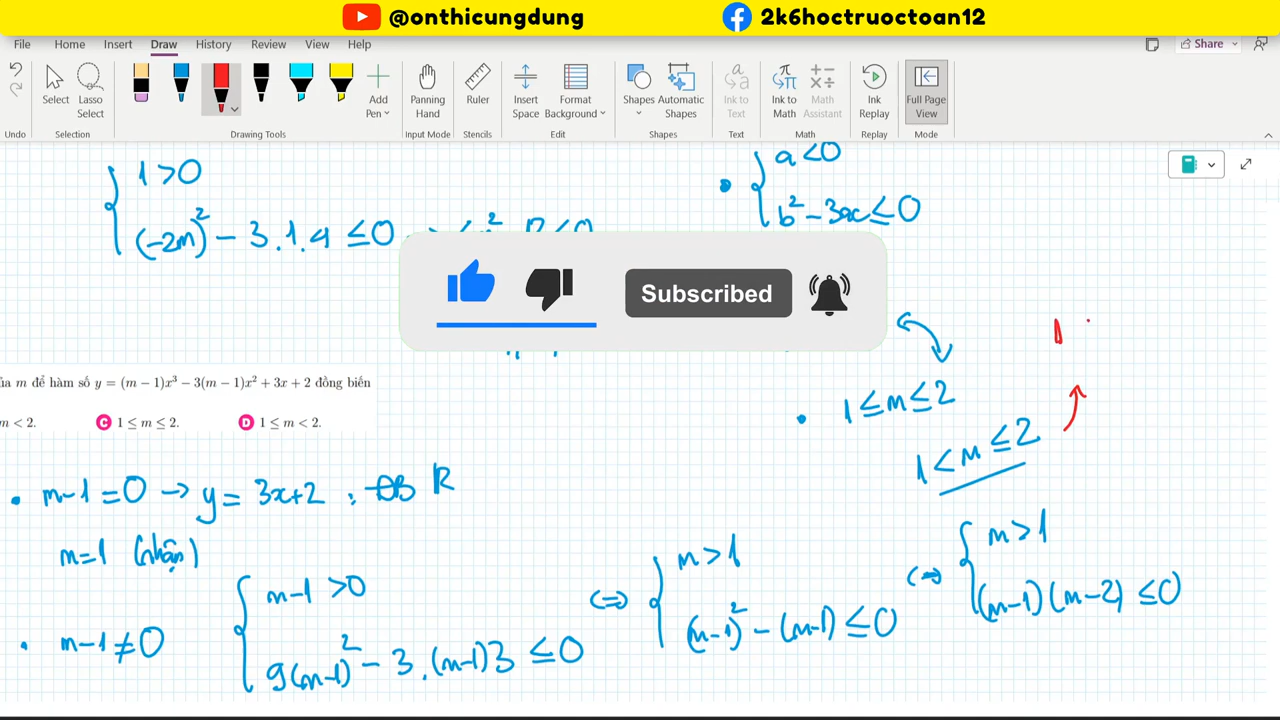 @onthicungdung
2k6hoctructoan12
File Home Insert Draw History Review View Help
Share
Undo
Select
Lasso Select
Selection
Add Pen
Drawing Tools
Panning Hand
Input Mode
Ruler
Stencils
Insert Space
Format Background
Edit
Shapes
Automatic Shapes
Shapes
Ink to Text
Text
Ink to Math
Math Assistant
Math
Ink Replay
Replay
Full Page View
Mode
1 > 0
(-2m)² - 3.1.4 ≤ 0
a < 0
b² - 3ac ≤ 0
Subscribed
của m để hàm số y = (m − 1)x³ − 3(m − 1)x² + 3x + 2 đồng biến
m < 2.
C 1 ≤ m ≤ 2.
D 1 ≤ m < 2.
• 1 ≤ m ≤ 2
1 < m ≤ 2
• m-1 = 0 → y = 3x+2 : ĐB R
m=1 (nhận)
• m-1 ≠ 0
m-1 > 0
9(m-1)² - 3.(m-1)3 ≤ 0
⇔ m > 1
(m-1)² - (m-1) ≤ 0
⇔ m > 1
(m-1)(m-2) ≤ 0